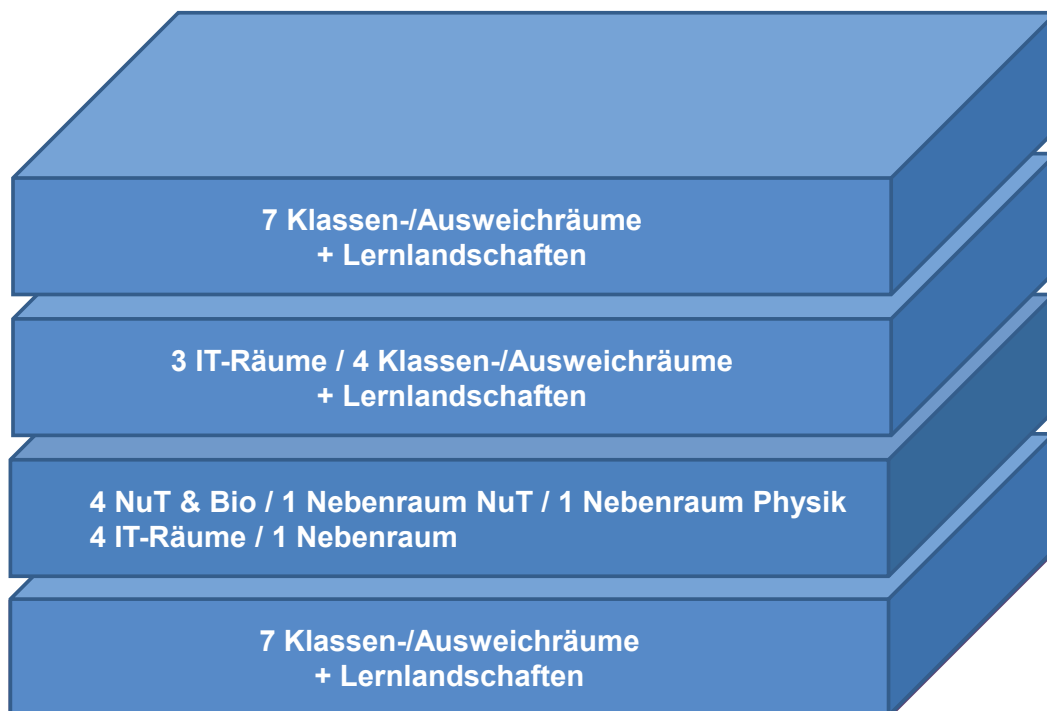 7 Klassen-/Ausweichräume
+ Lernlandschaften
3 IT-Räume / 4 Klassen-/Ausweichräume
+ Lernlandschaften
4 NuT & Bio / 1 Nebenraum NuT / 1 Nebenraum Physik
4 IT-Räume / 1 Nebenraum
7 Klassen-/Ausweichräume
+ Lernlandschaften